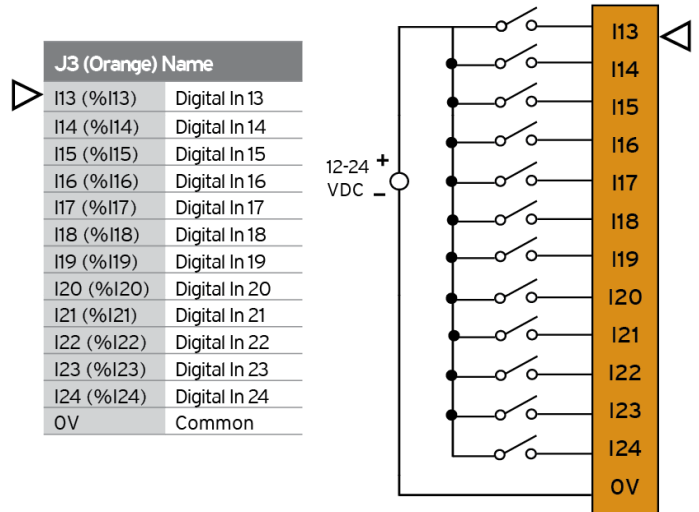 J3 (Orange) Name
I13 (%I13) Digital In 13
I14 (%I14) Digital In 14
I15 (%I15) Digital In 15
I16 (%I16) Digital In 16
I17 (%I17) Digital In 17
I18 (%I18) Digital In 18
I19 (%I19) Digital In 19
I20 (%I20) Digital In 20
I21 (%I21) Digital In 21
I22 (%I22) Digital In 22
I23 (%I23) Digital In 23
I24 (%I24) Digital In 24
0V Common
12-24 +
VDC –
I13
I14
I15
I16
I17
I18
I19
I20
I21
I22
I23
I24
0V